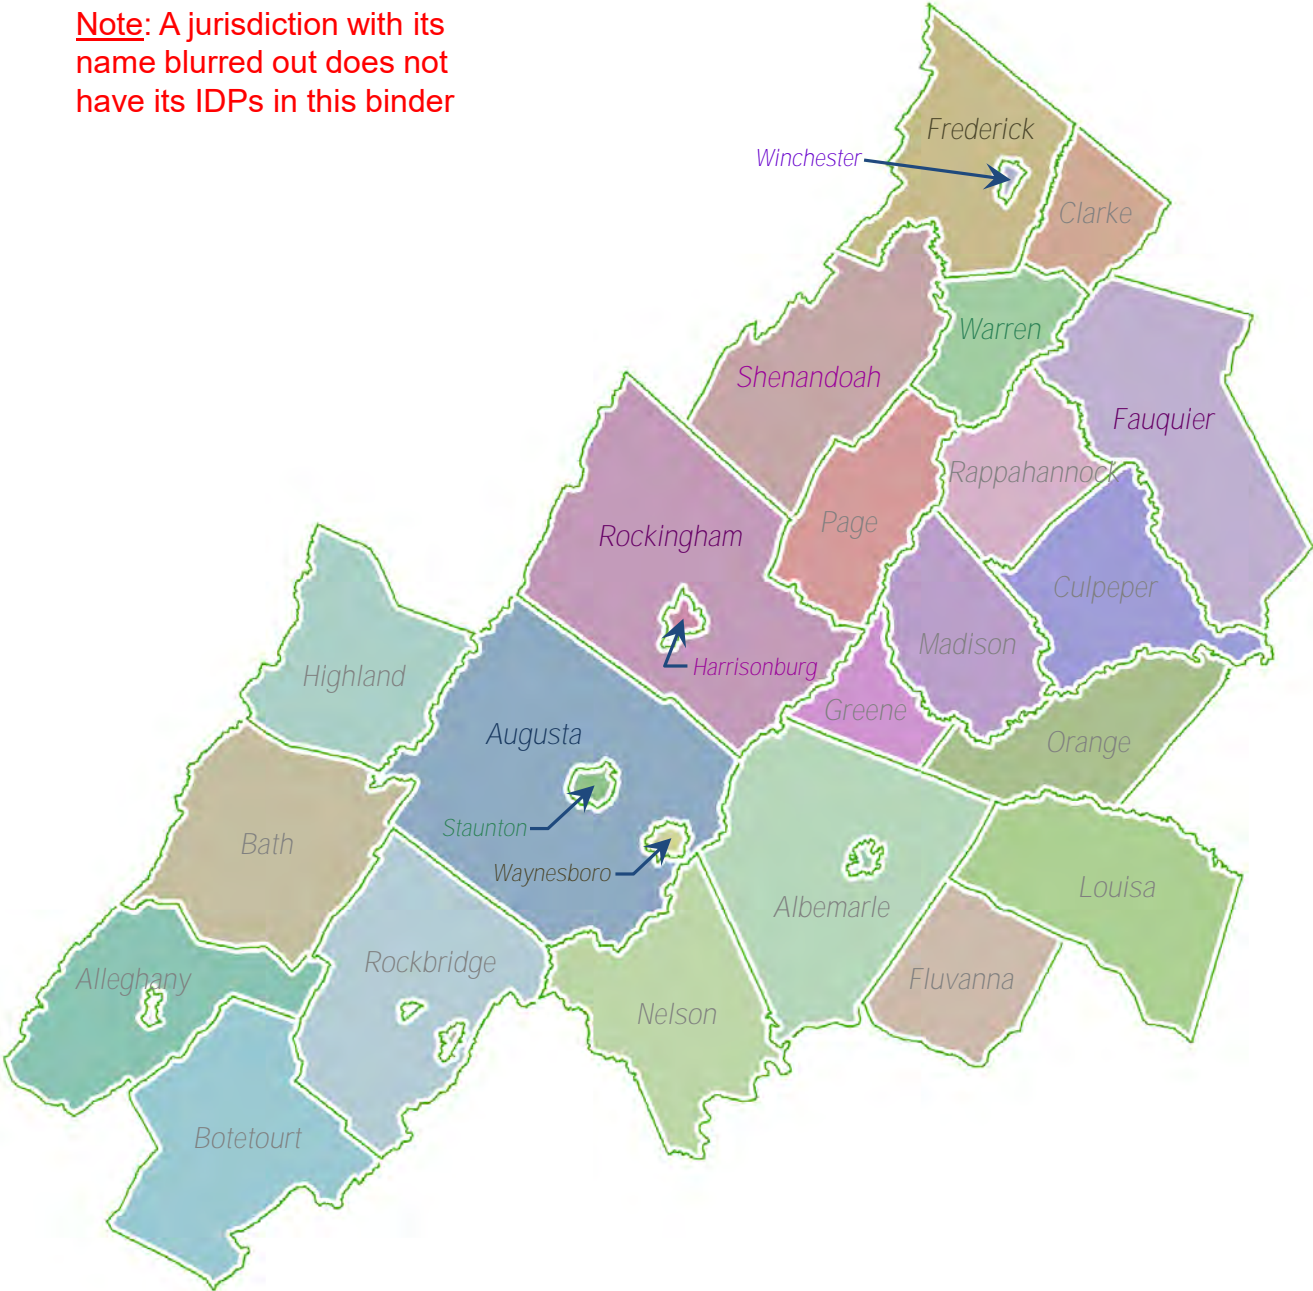 Note: A jurisdiction with its
name blurred out does not
have its IDPs in this binder
Frederick
Winchester
Clarke
Warren
Shenandoah
Fauquier
Rappahannock
Page
Rockingham
Culpeper
Madison
Harrisonburg
Highland
Greene
Augusta
Orange
Staunton
Bath
Waynesboro
Louisa
Albemarle
Rockbridge
Alleghany
Fluvanna
Nelson
Botetourt